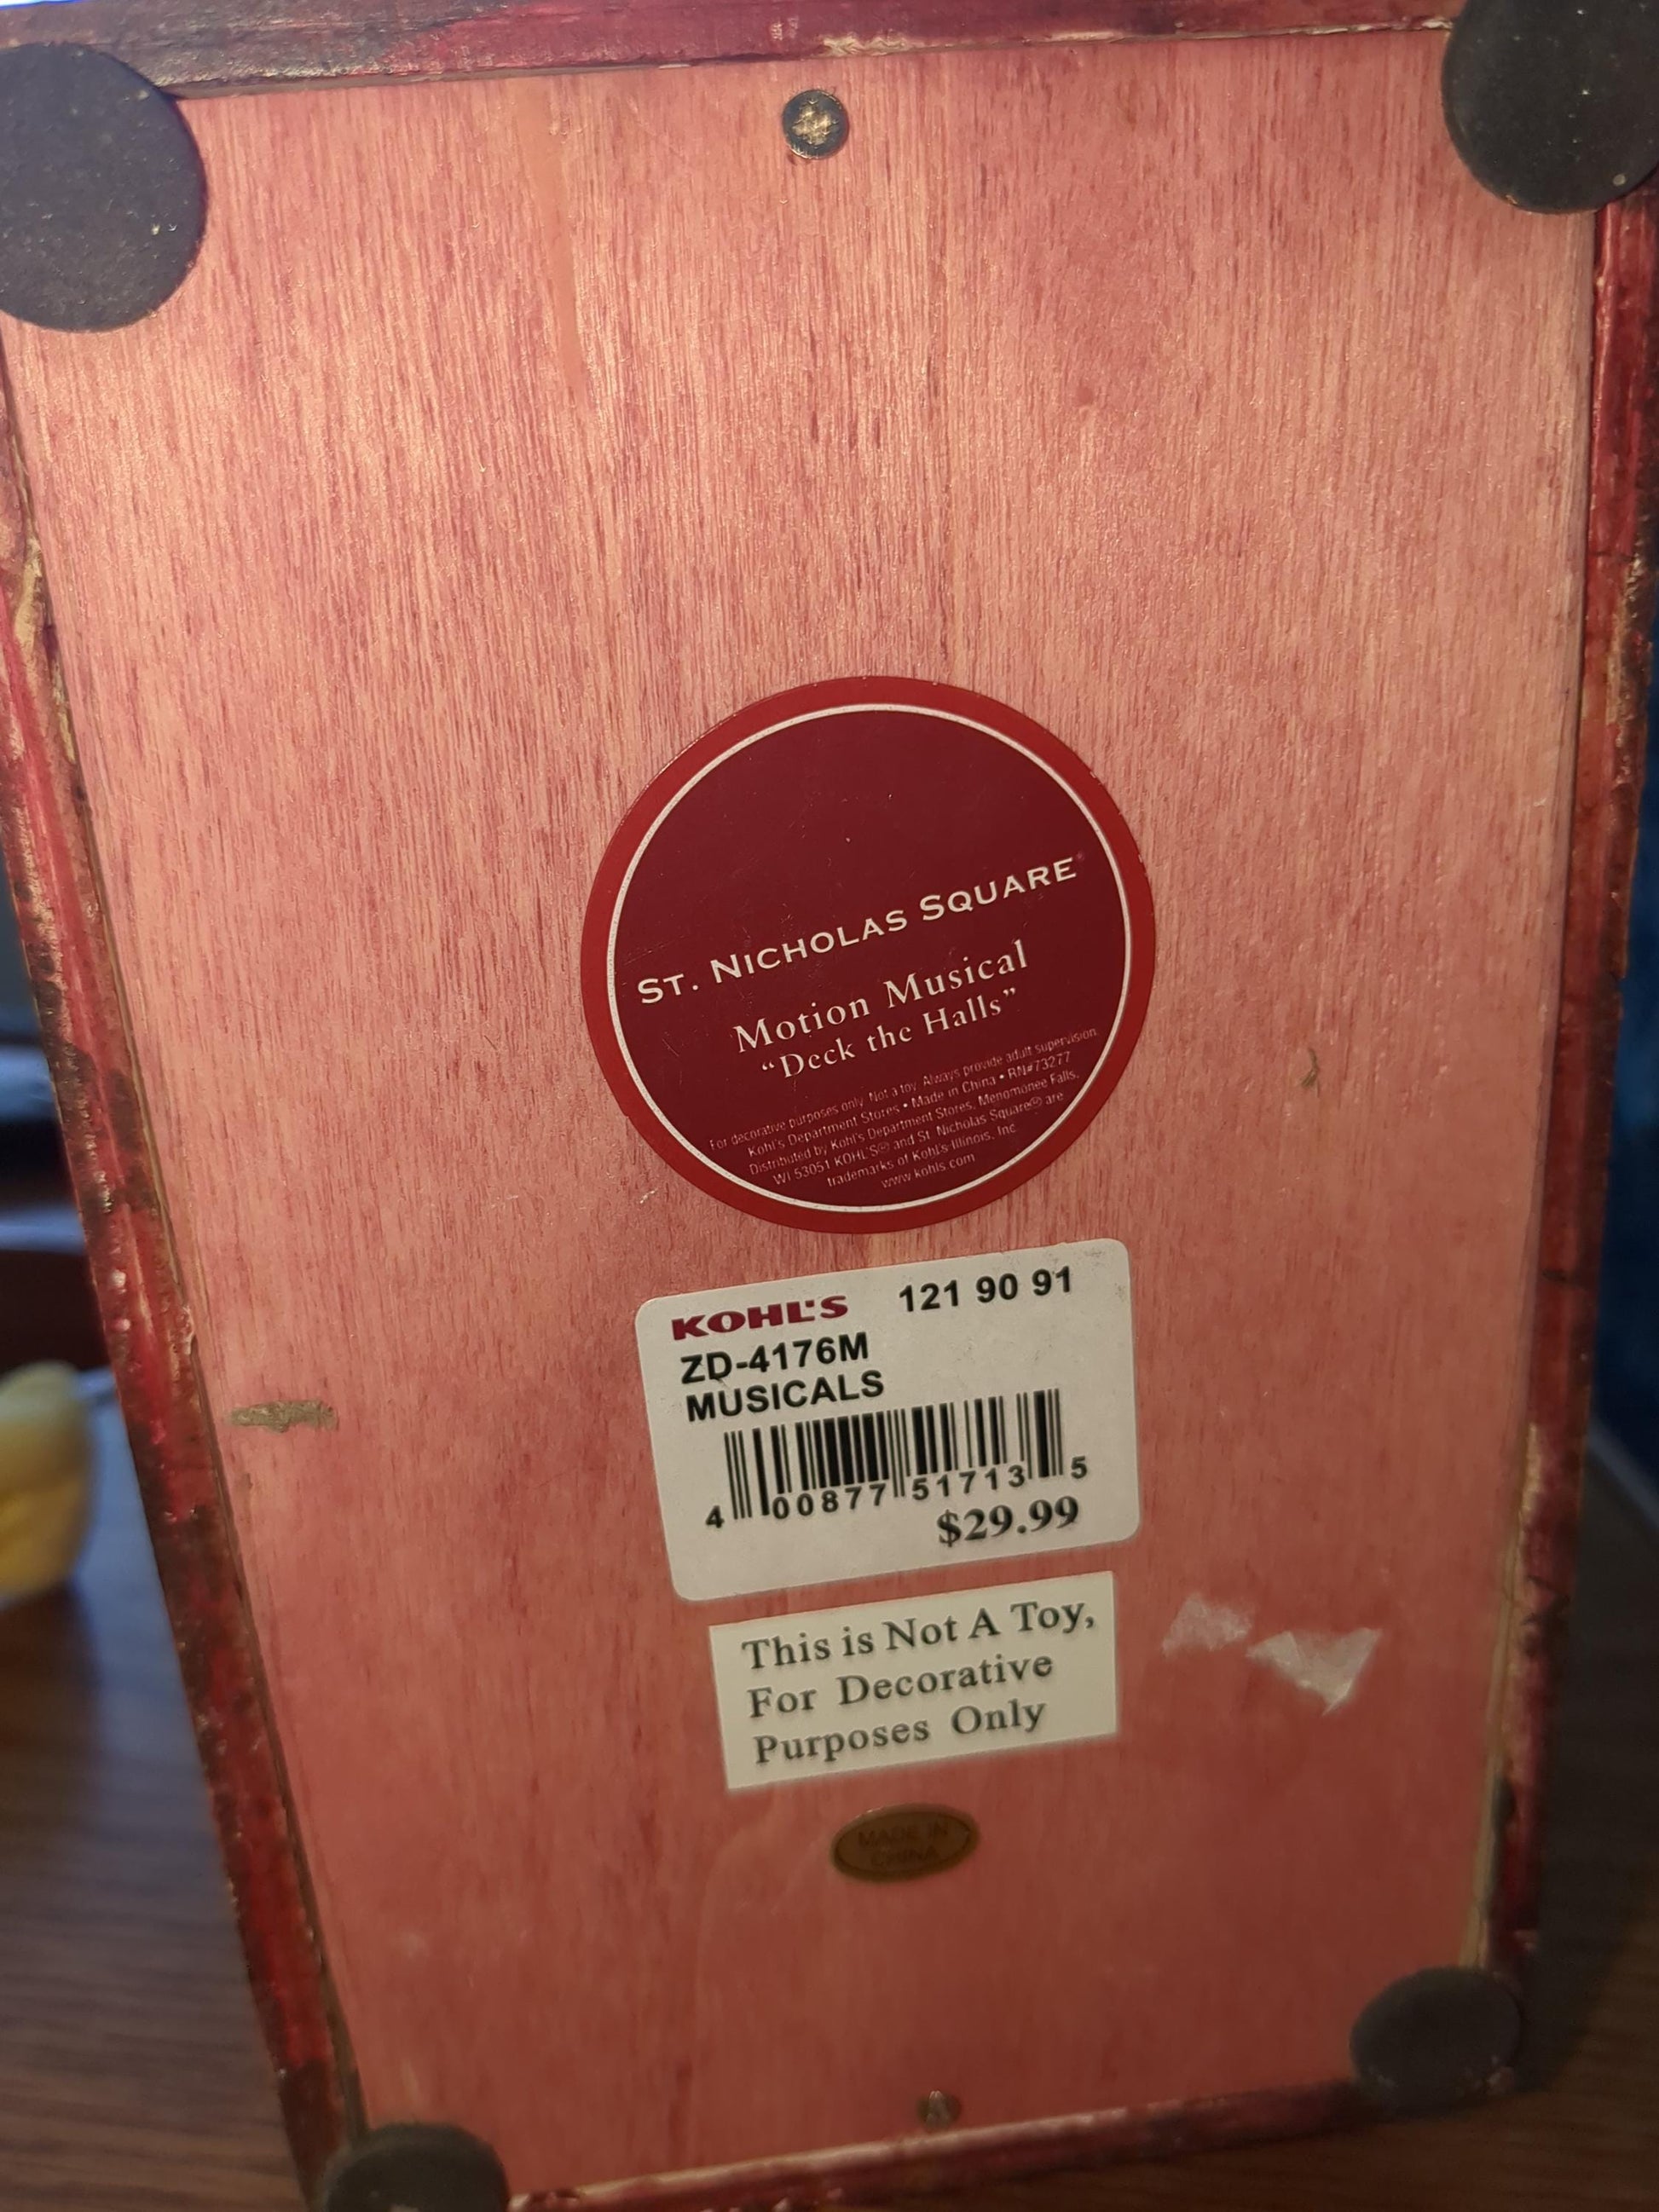 ST. NICHOLAS SQUARE
Motion Musical
“Deck the Halls”
For decorative purposes only. Not a toy. Always provide adult supervision.
Kohl's Department Stores • Made in China • RN#73277
Distributed by Kohl's Department Stores, Menomonee Falls,
WI 53051 KOHL'S® and St. Nicholas Square® are
trademarks of Kohl's Illinois, Inc.
www.kohls.com
KOHL'S 121 90 91
ZD-4176M
MUSICALS
4 00877 51713 5
$29.99
This is Not A Toy,
For Decorative
Purposes Only
MADE IN
CHINA